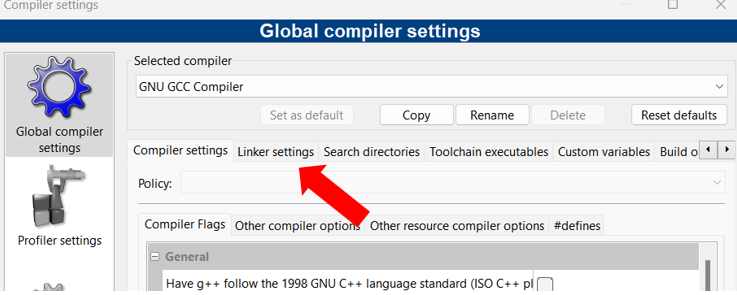 Compiler settings
Global compiler settings
Global compiler
settings
Profiler settings
Selected compiler
GNU GCC Compiler
Set as default Copy Rename Delete Reset defaults
Compiler settings Linker settings Search directories Toolchain executables Custom variables Build o
Policy:
Compiler Flags Other compiler options Other resource compiler options #defines
General
Have g++ follow the 1998 GNU C++ language standard (ISO C++ pl